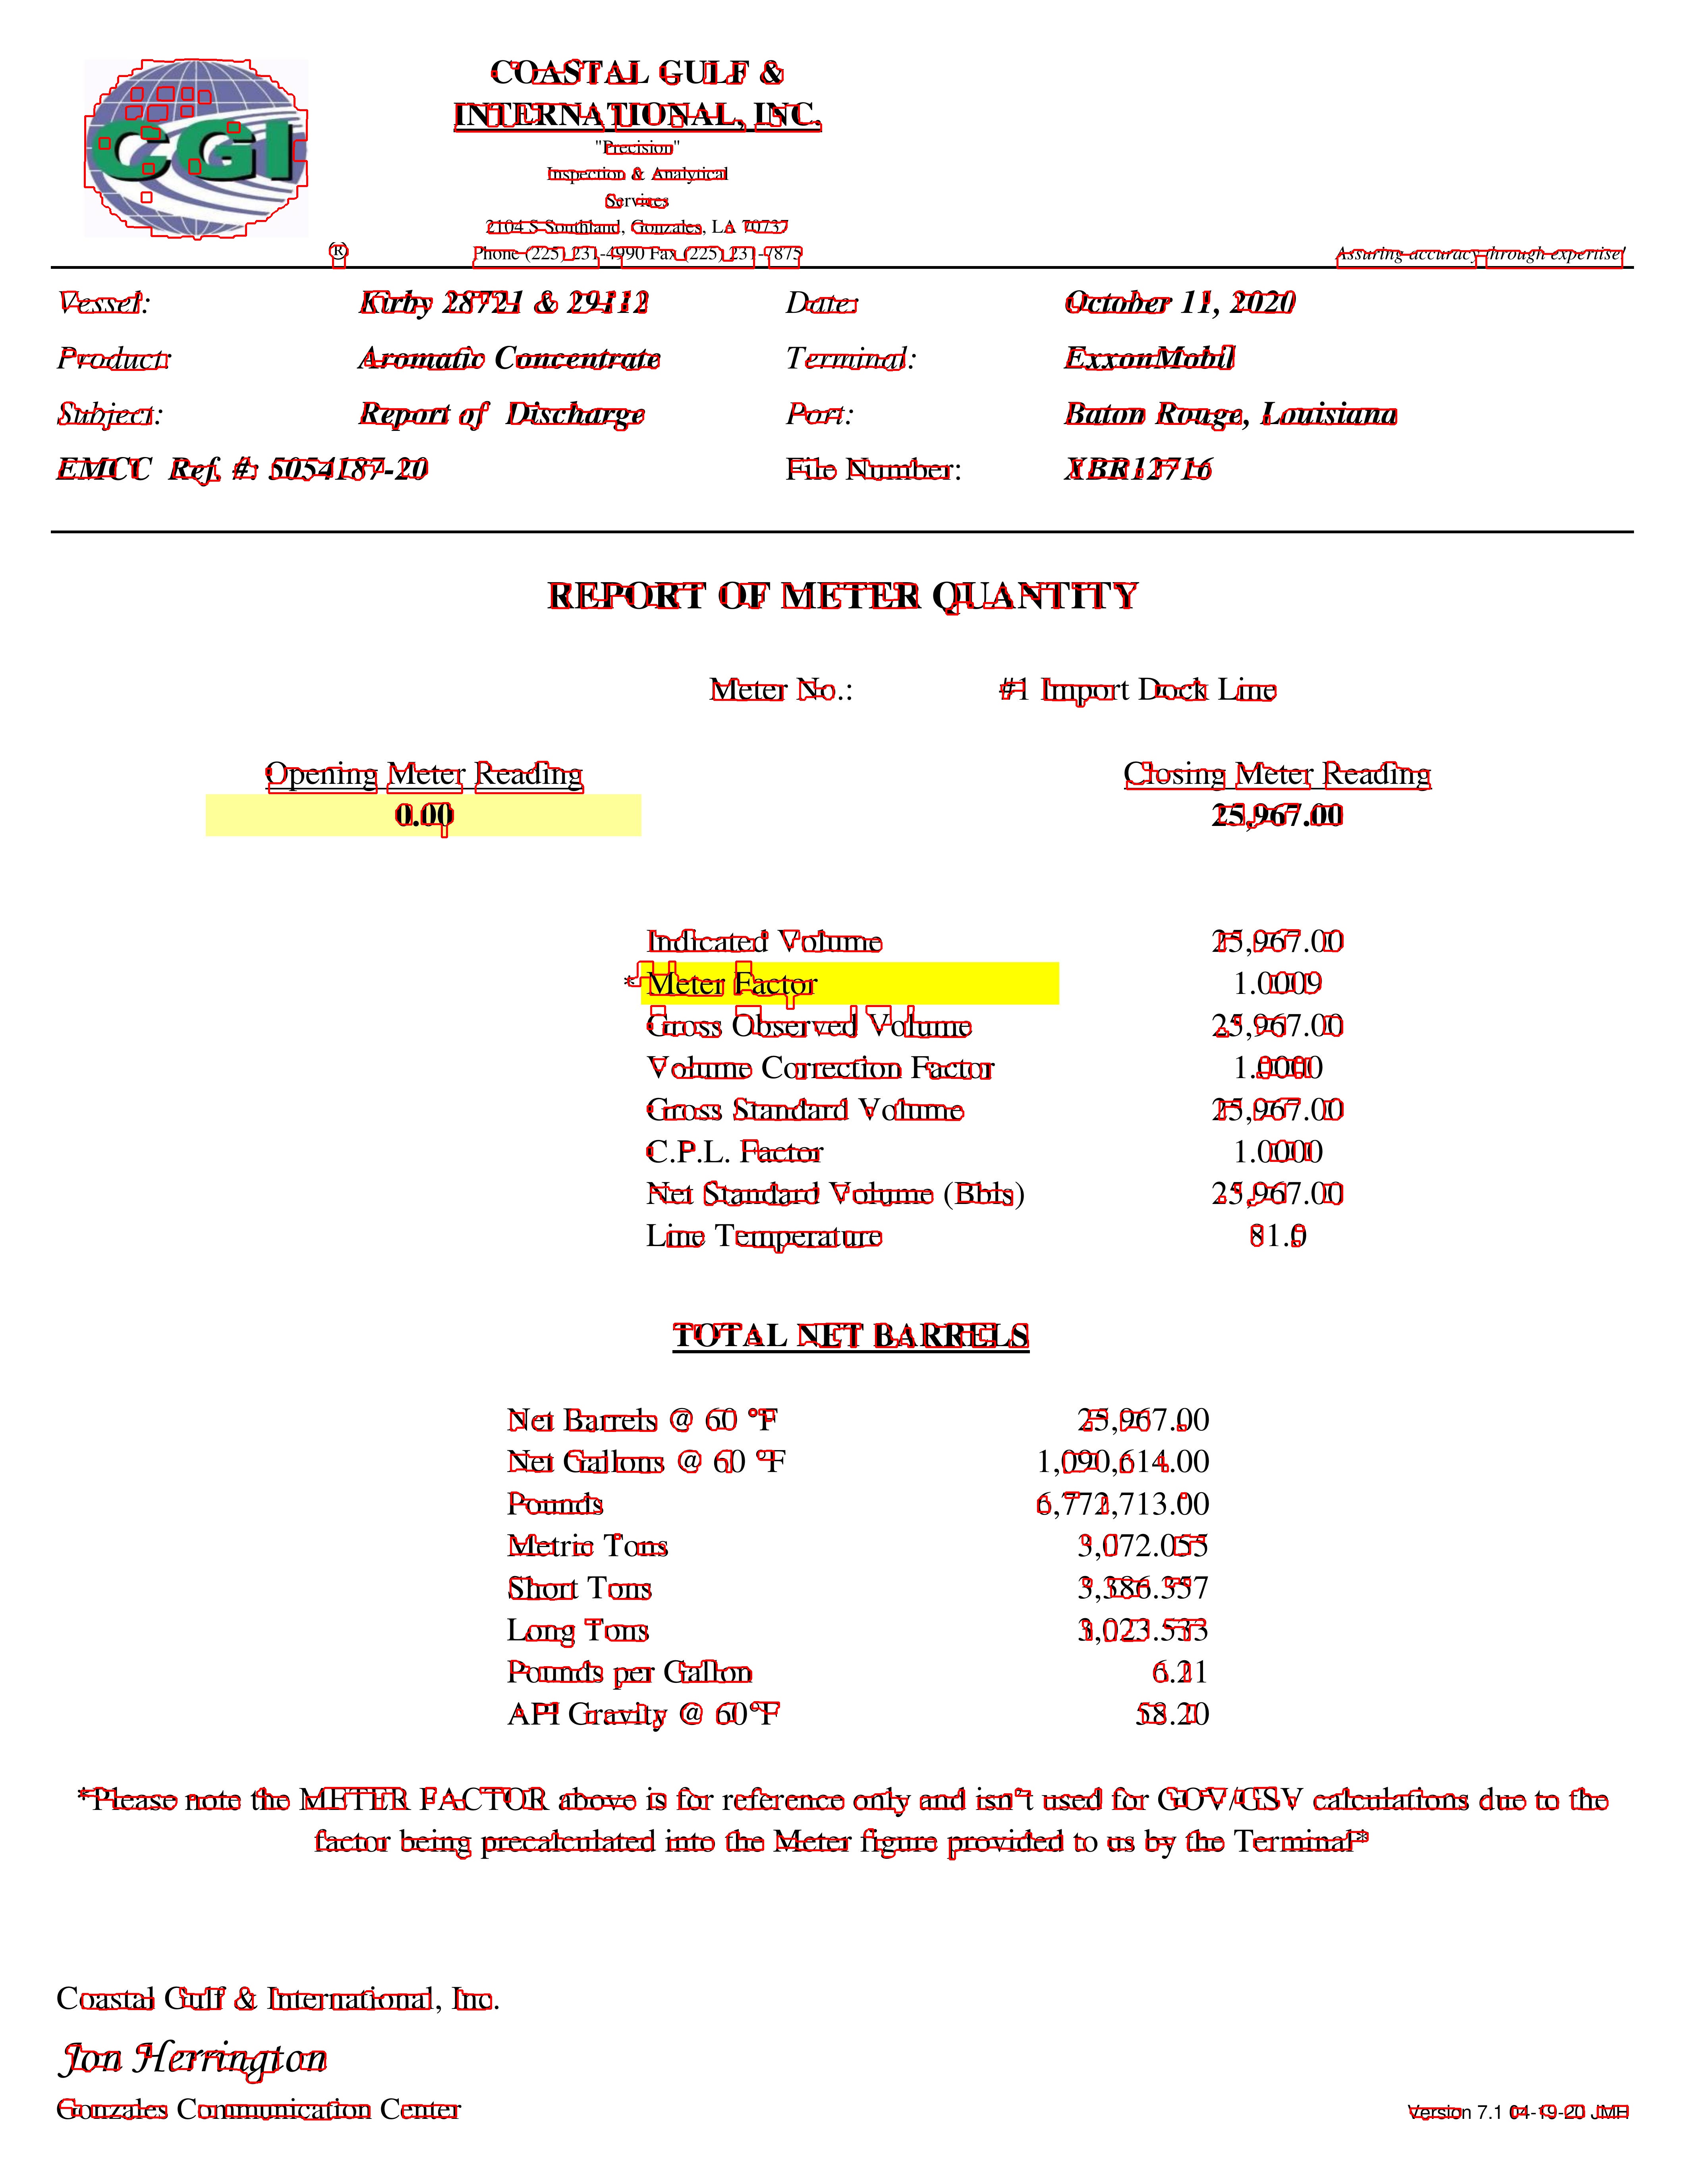 CGI
COASTAL GULF &
INTERNATIONAL, INC.
"Precision"
Inspection & Analytical
Services
2104 S Southland, Gonzales, LA 70737
® Phone (225) 231-4990 Fax (225) 231-7875 Assuring accuracy through expertise!
Vessel: Kirby 28721 & 29112 Date: October 11, 2020
Product: Aromatic Concentrate Terminal: ExxonMobil
Subject: Report of Discharge Port: Baton Rouge, Louisiana
EMCC Ref. #: 5054187-20 File Number: XBR12716
REPORT OF METER QUANTITY
Meter No.: #1 Import Dock Line
Opening Meter Reading Closing Meter Reading
0.00 25,967.00
Indicated Volume 25,967.00
* Meter Factor 1.0009
Gross Observed Volume 25,967.00
Volume Correction Factor 1.0000
Gross Standard Volume 25,967.00
C.P.L. Factor 1.0000
Net Standard Volume (Bbls) 25,967.00
Line Temperature 81.0
TOTAL NET BARRELS
Net Barrels @ 60 °F 25,967.00
Net Gallons @ 60 °F 1,090,614.00
Pounds 6,772,713.00
Metric Tons 3,072.055
Short Tons 3,386.357
Long Tons 3,023.533
Pounds per Gallon 6.21
API Gravity @ 60°F 58.20
*Please note the METER FACTOR above is for reference only and isn't used for GOV/GSV calculations due to the
factor being precalculated into the Meter figure provided to us by the Terminal*
Coastal Gulf & International, Inc.
Jon Herrington
Gonzales Communication Center
Version 7.1 04-19-20 JMH